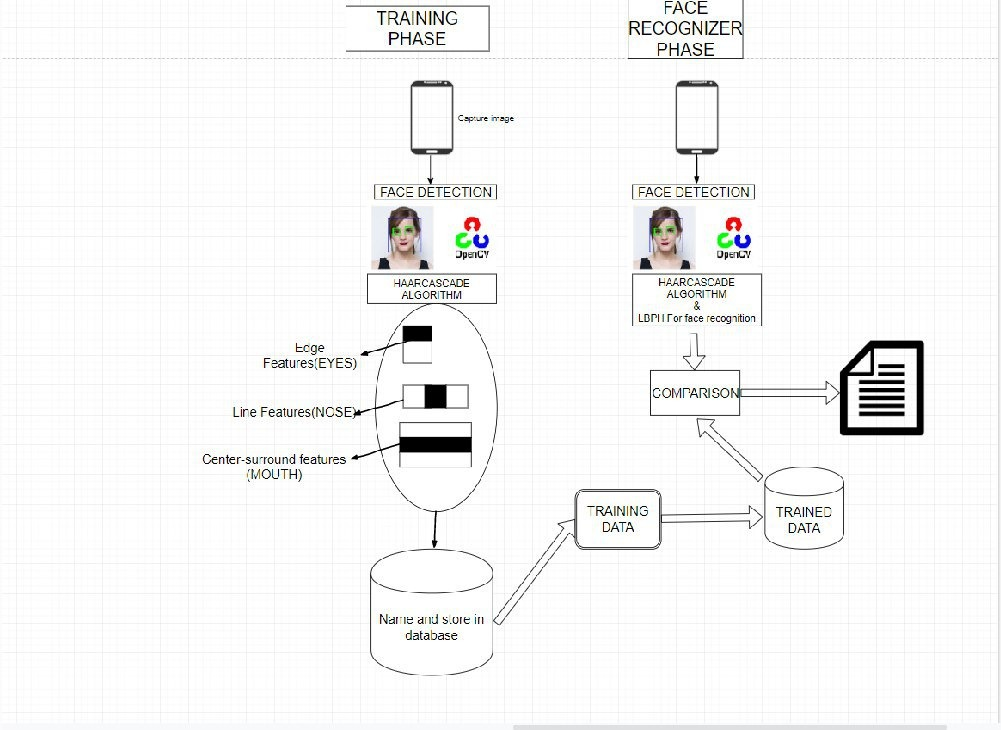 TRAINING
PHASE
FACE
RECOGNIZER
PHASE
Capture image
FACE DETECTION
FACE DETECTION
OpenCV
OpenCV
HAARCASCADE
ALGORITHM
HAARCASCADE
ALGORITHM
&
LBPH For face recognition
Edge
Features(EYES)
Line Features(NOSE)
Center-surround features
(MOUTH)
COMPARISON
TRAINING
DATA
TRAINED
DATA
Name and store in
database